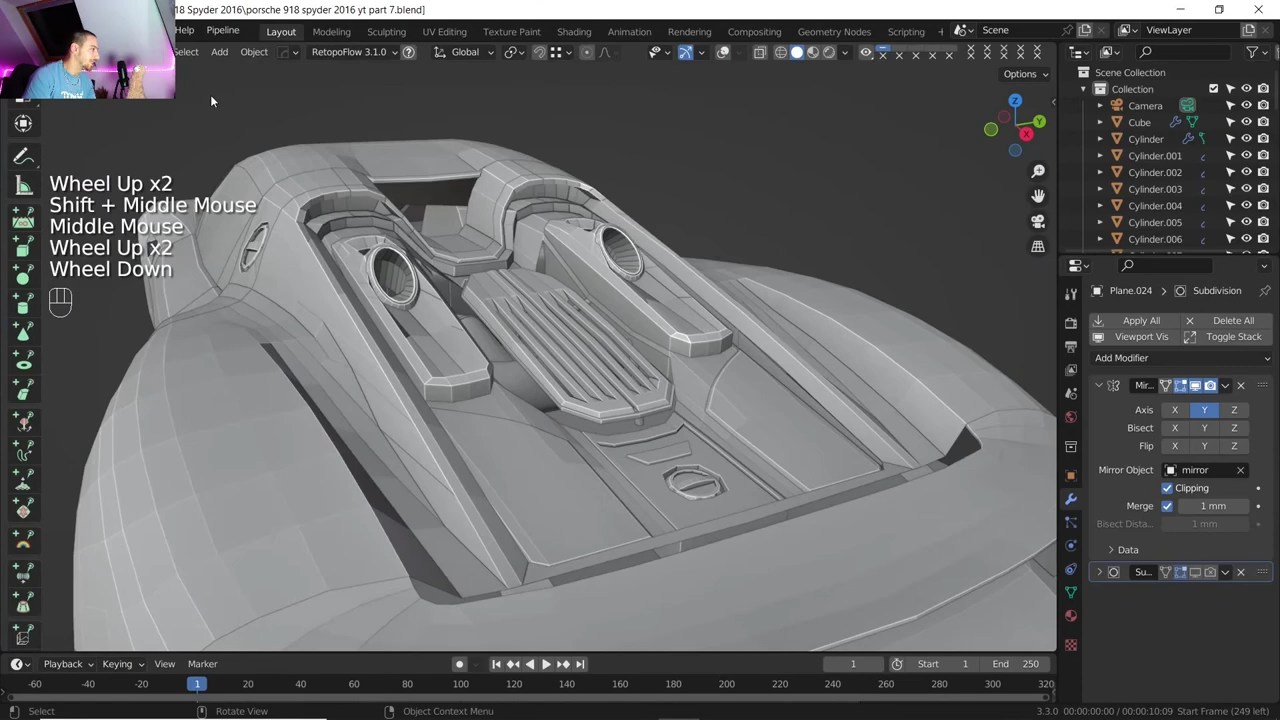 18 Spyder 2016\porsche 918 spyder 2016 yt part 7.blend]
Help Pipeline Layout Modeling Sculpting UV Editing Texture Paint Shading Animation Rendering Compositing Geometry Nodes Scripting Scene ViewLayer
Select Add Object RetopoFlow 3.1.0 Global
Options
Scene Collection
Collection
Camera
Cube
Cylinder
Cylinder.001
Cylinder.002
Cylinder.003
Cylinder.004
Cylinder.005
Cylinder.006
Z
Y
X
Wheel Up x2
Shift + Middle Mouse
Middle Mouse
Wheel Up x2
Wheel Down
Plane.024 Subdivision
Apply All Delete All
Viewport Vis Toggle Stack
Add Modifier
Mir...
Axis X Y Z
Bisect X Y Z
Flip X Y Z
Mirror Object mirror
Clipping
Merge 1 mm
Bisect Dista... 1 mm
Data
Su...
Playback Keying View Marker 1 Start 1 End 250
-60 -40 -20 1 20 40 60 80 100 120 140 160 180 200 220 240 260 280 300 320
Select Rotate View Object Context Menu 3.3.0 00:00:00:00 / 00:00:10:09 Start Frame (249 left)